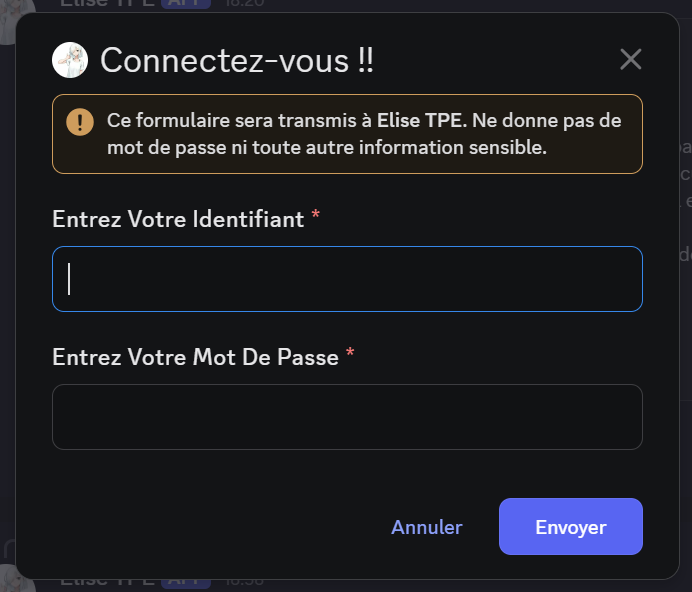 Elise TPE APP 18:20
Connectez-vous !!
Ce formulaire sera transmis à Elise TPE. Ne donne pas de
mot de passe ni toute autre information sensible.
Entrez Votre Identifiant *
Entrez Votre Mot De Passe *
Annuler
Envoyer
Elise TPE APP